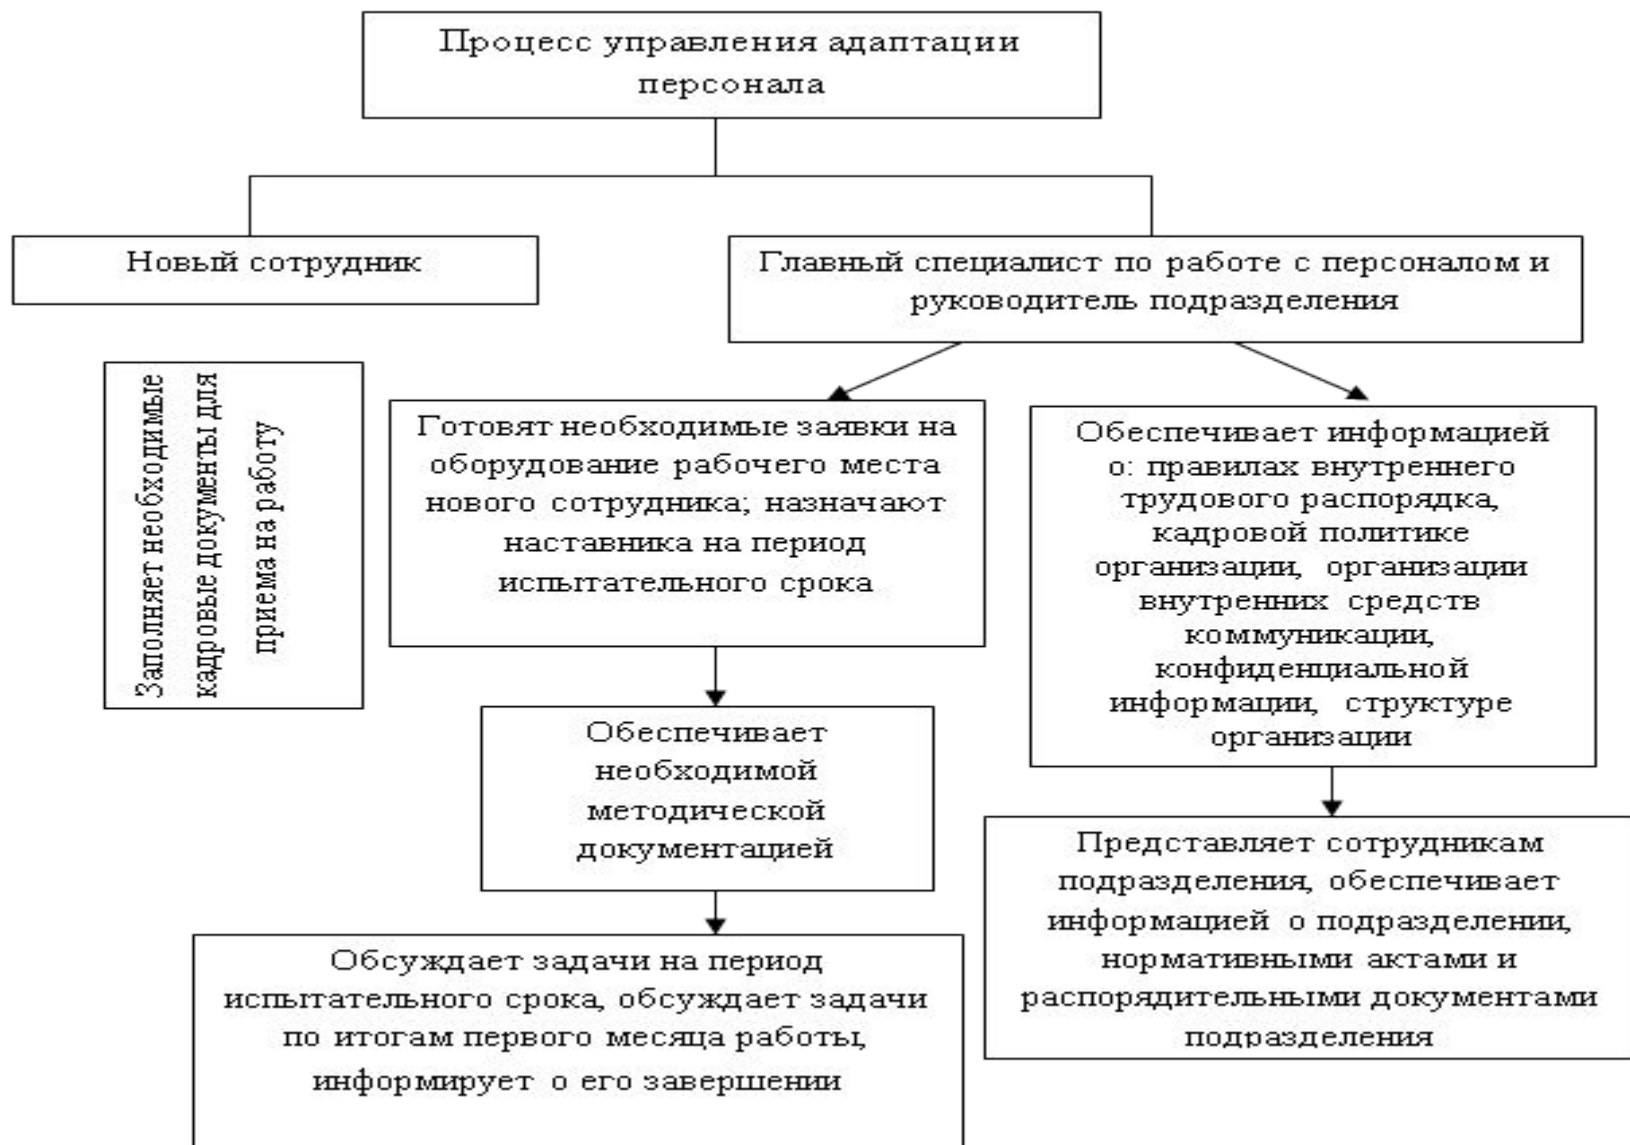 Процесс управления адаптации
персонала
Новый сотрудник
Главный специалист по работе с персоналом и
руководитель подразделения
Заполняет необходимые
кадровые документы для
приема на работу
Готовят необходимые заявки на
оборудование рабочего места
нового сотрудника; назначают
наставника на период
испытательного срока
Обеспечивает информацией
о: правилах внутреннего
трудового распорядка,
кадровой политике
организации, организации
внутренних средств
коммуникации,
конфиденциальной
информации, структуре
организации
Обеспечивает
необходимой
методической
документацией
Представляет сотрудникам
подразделения, обеспечивает
информацией о подразделении,
нормативными актами и
распорядительными документами
подразделения
Обсуждает задачи на период
испытательного срока, обсуждает задачи
по итогам первого месяца работы,
информирует о его завершении